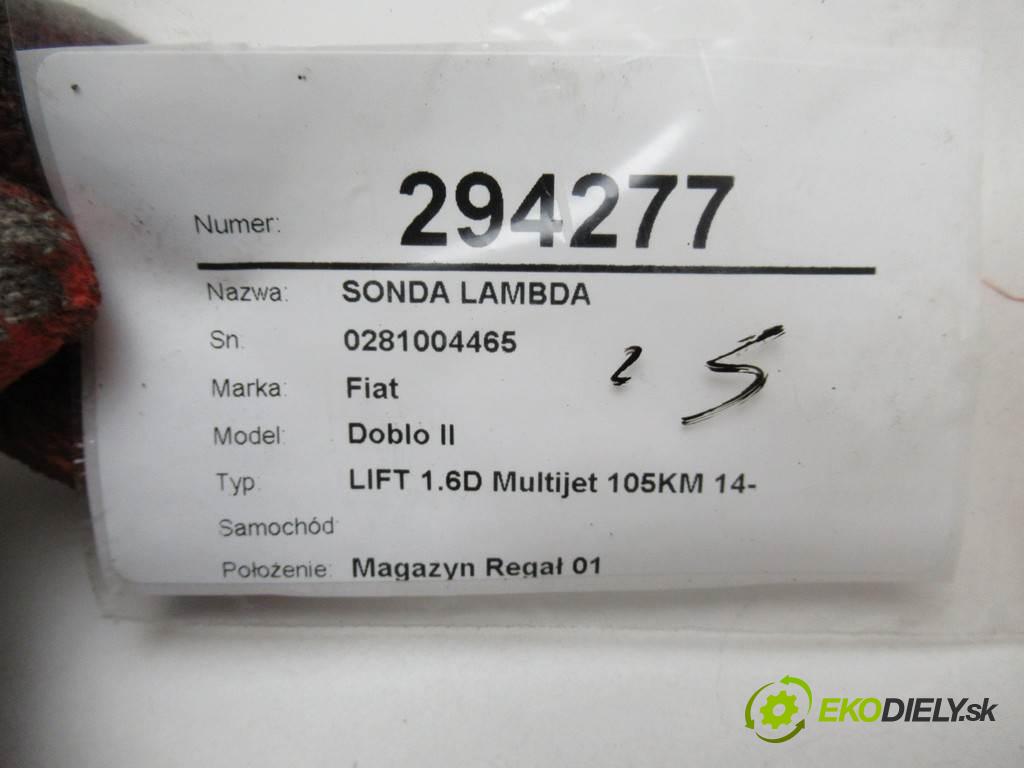 Numer: 294277
Nazwa: SONDA LAMBDA
Sn: 0281004465
Marka: Fiat
Model: Doblo II
Typ: LIFT 1.6D Multijet 105KM 14-
Samochód:
Położenie: Magazyn Regał 01
2 5
EKODIELY.sk